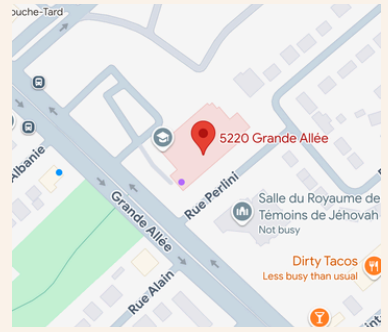 ouche-Tard
5220 Grande Allée
Albanie
Rue Perlini
Grande Allée
Salle du Royaume de
Témoins de Jéhovah
Not busy
Dirty Tacos
Less busy than usual
Rue Alain